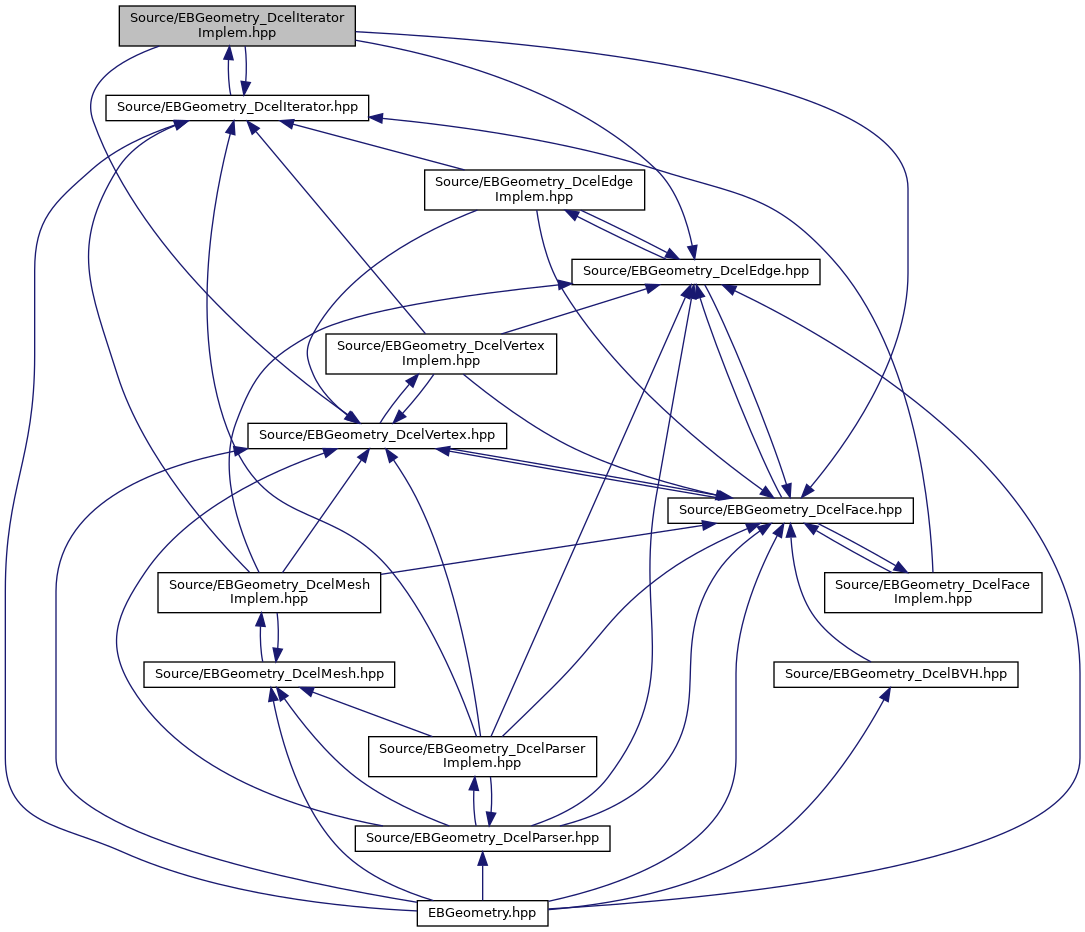 Source/EBGeometry_DcelIterator
Implem.hpp
Source/EBGeometry_DcelIterator.hpp
Source/EBGeometry_DcelEdge
Implem.hpp
Source/EBGeometry_DcelEdge.hpp
Source/EBGeometry_DcelVertex
Implem.hpp
Source/EBGeometry_DcelVertex.hpp
Source/EBGeometry_DcelFace.hpp
Source/EBGeometry_DcelMesh
Implem.hpp
Source/EBGeometry_DcelFace
Implem.hpp
Source/EBGeometry_DcelMesh.hpp
Source/EBGeometry_DcelBVH.hpp
Source/EBGeometry_DcelParser
Implem.hpp
Source/EBGeometry_DcelParser.hpp
EBGeometry.hpp